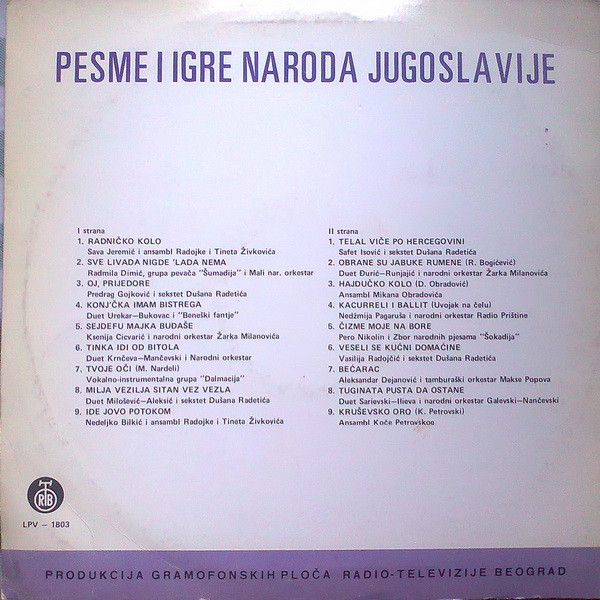 PESME I IGRE NARODA JUGOSLAVIJE
I strana
1. RADNIČKO KOLO
Sava Jeremić i ansambl Radojke i Tineta Živkovića
2. SVE LIVADA NIGDE 'LADA NEMA
Radmila Dimić, grupa pevača "Šumadija" i Mali nar. orkestar
3. OJ, PRIJEDORE
Predrag Gojković i sekstet Dušana Radetića
4. KONJ'ČKA IMAM BISTREGA
Duet Urekar-Bukovac i "Beneški fantje"
5. SEJDEFU MAJKA BUĐAŠE
Ksenija Cicvarić i narodni orkestar Žarka Milanovića
6. TINKA IDI OD BITOLA
Duet Krnčeva-Mančevski i Narodni orkestar
7. TVOJE OČI (M. Nardeli)
Vokalno-instrumentalna grupa "Dalmacija"
8. MILJA VEZILJA SITAN VEZ VEZLA
Duet Milošević-Aleksić i sekstet Dušana Radetića
9. IDE JOVO POTOKOM
Nedeljko Bilkić i ansambl Radojke i Tineta Živkovića
II strana
1. TELAL VIČE PO HERCEGOVINI
Safet Isović i sekstet Dušana Radetića
2. OBRANE SU JABUKE RUMENE (R. Bogićević)
Duet Đurić-Runjajić i narodni orkestar Žarka Milanovića
3. HAJDUČKO KOLO (D. Obradović)
Ansambl Mikana Obradovića
4. KACURRELI I BALLIT (Uvojak na čelu)
Nedžmija Pagaruša i narodni orkestar Radio Prištine
5. ČIZME MOJE NA BORE
Pero Nikolin i Zbor narodnih pjesama "Šokadija"
6. VESELI SE KUĆNI DOMAĆINE
Vasilija Radojčić i sekstet Dušana Radetića
7. BEĆARAC
Aleksandar Dejanović i tamburaški orkestar Makse Popova
8. TUGINATA PUSTA DA OSTANE
Duet Sarievski-Ilieva i narodni orkestar Galevski-Nančevski
9. KRUŠEVSKO ORO (K. Petrovski)
Ansambl Koče Petrovskog
RTB
LPV - 1803
PRODUKCIJA GRAMOFONSKIH PLOČA RADIO-TELEVIZIJE BEOGRAD